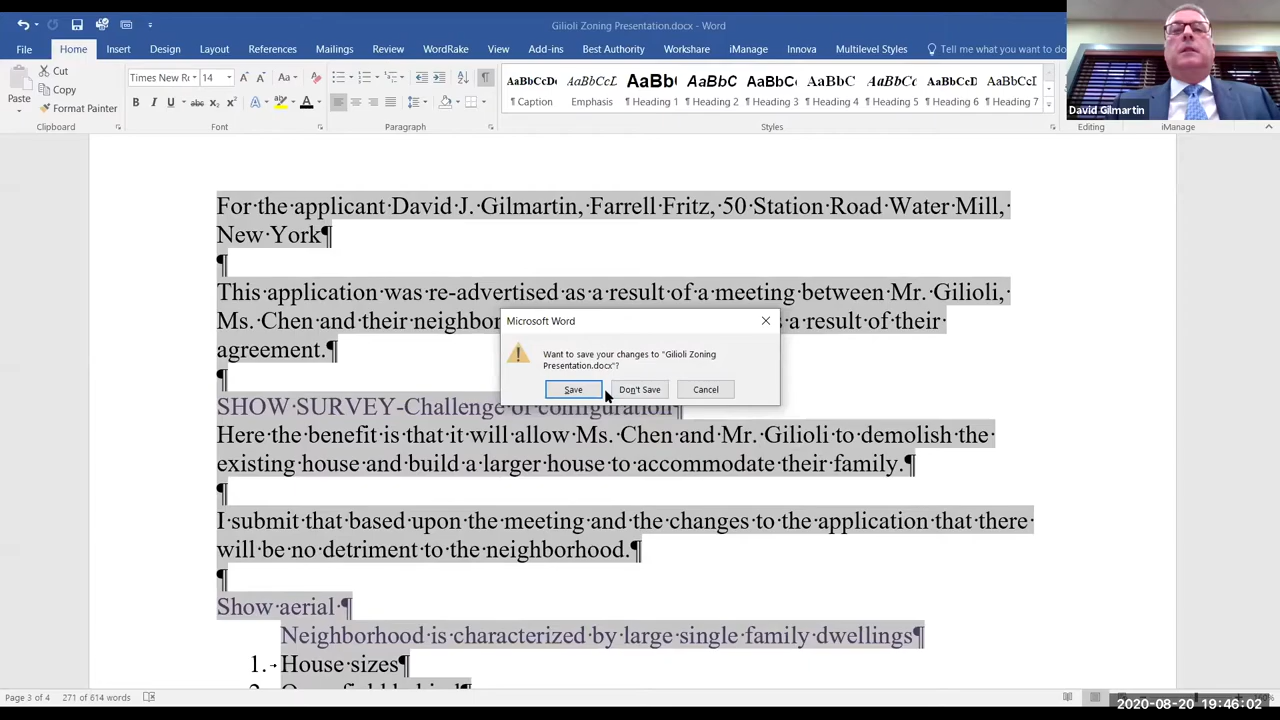 Gilioli Zoning Presentation.docx - Word
File Home Insert Design Layout References Mailings Review View WordRake Add-ins Best Authority Workshare iManage Innova Multilevel Styles Tell me what you want to do
Paste
Cut
Copy
Format Painter
Times New Ro 14
AaBbCcDc AaBbCcDc AaBb( AaBbCc AaBbCc AaBbCc AaBbCcL AaBbCcDc AaBbCcDc
¶ Caption Emphasis ¶ Heading 1 ¶ Heading 2 ¶ Heading 3 ¶ Heading 4 ¶ Heading 5 ¶ Heading 6 ¶ Heading 7
Clipboard Font Paragraph Styles Editing iManage
David Gilmartin
For·the·applicant·David·J.·Gilmartin,·Farrell·Fritz,·50·Station·Road·Water·Mill,·
New·York¶
¶
This·application·was·re-advertised·as·a·result·of·a·meeting·between·Mr.·Gilioli,·
Ms.·Chen·and·their·neighbor s·a·result·of·their·
agreement.¶
¶
SHOW·SURVEY-Challenge·of·configuration¶
Here·the·benefit·is·that·it·will·allow·Ms.·Chen·and·Mr.·Gilioli·to·demolish·the·
existing·house·and·build·a·larger·house·to·accommodate·their·family.¶
¶
I·submit·that·based·upon·the·meeting·and·the·changes·to·the·application·that·there·
will·be·no·detriment·to·the·neighborhood.¶
¶
Show·aerial·¶
Neighborhood·is·characterized·by·large·single·family·dwellings¶
1.→House·sizes¶
Microsoft Word
Want to save your changes to "Gilioli Zoning
Presentation.docx"?
Save Don't Save Cancel
Page 3 of 4 271 of 614 words
2020-08-20 19:46:02